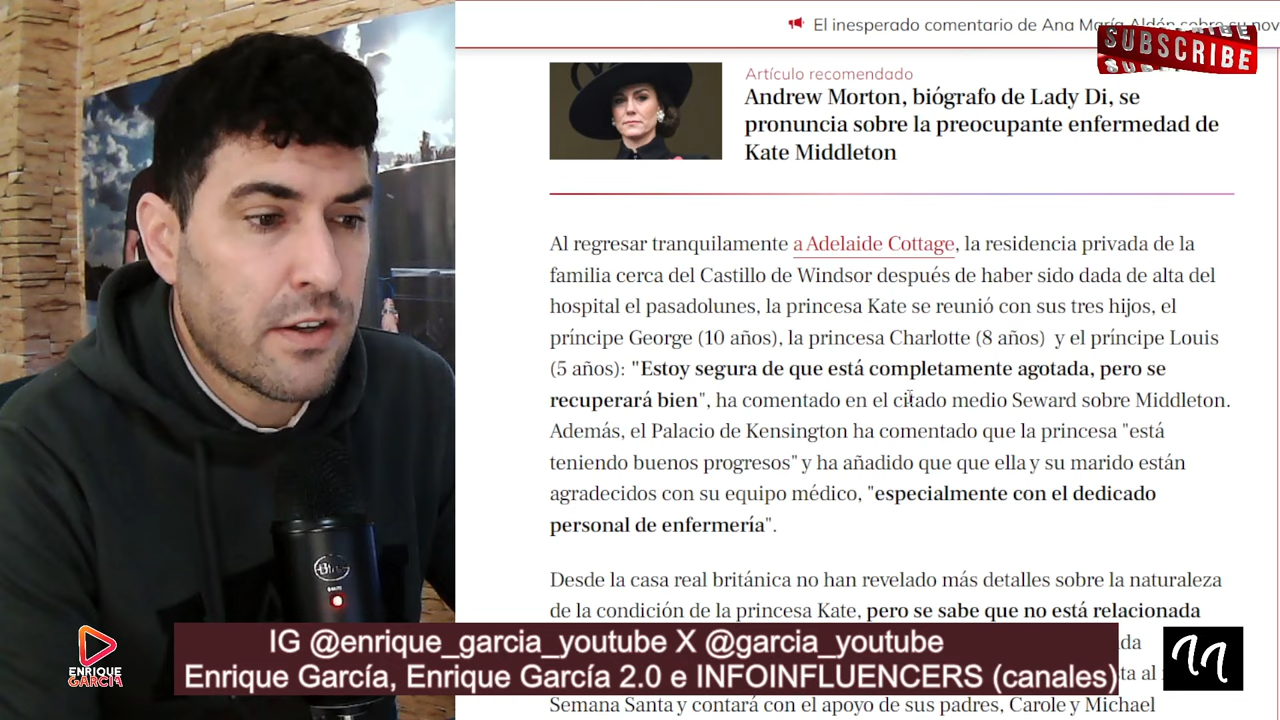 El inesperado comentario de Ana María Aldón sobre su nov
SUBSCRIBE
Artículo recomendado
Andrew Morton, biógrafo de Lady Di, se
pronuncia sobre la preocupante enfermedad de
Kate Middleton
Al regresar tranquilamente a Adelaide Cottage, la residencia privada de la
familia cerca del Castillo de Windsor después de haber sido dada de alta del
hospital el pasadolunes, la princesa Kate se reunió con sus tres hijos, el
príncipe George (10 años), la princesa Charlotte (8 años) y el príncipe Louis
(5 años): "Estoy segura de que está completamente agotada, pero se
recuperará bien", ha comentado en el citado medio Seward sobre Middleton.
Además, el Palacio de Kensington ha comentado que la princesa "está
teniendo buenos progresos" y ha añadido que que ella y su marido están
agradecidos con su equipo médico, "especialmente con el dedicado
personal de enfermería".
Desde la casa real británica no han revelado más detalles sobre la naturaleza
de la condición de la princesa Kate, pero se sabe que no está relacionada
Semana Santa y contará con el apoyo de sus padres, Carole y Michael
IG @enrique_garcia_youtube X @garcia_youtube
Enrique García, Enrique García 2.0 e INFOINFLUENCERS (canales)
ENRIQUE
GARCÍA
Blue